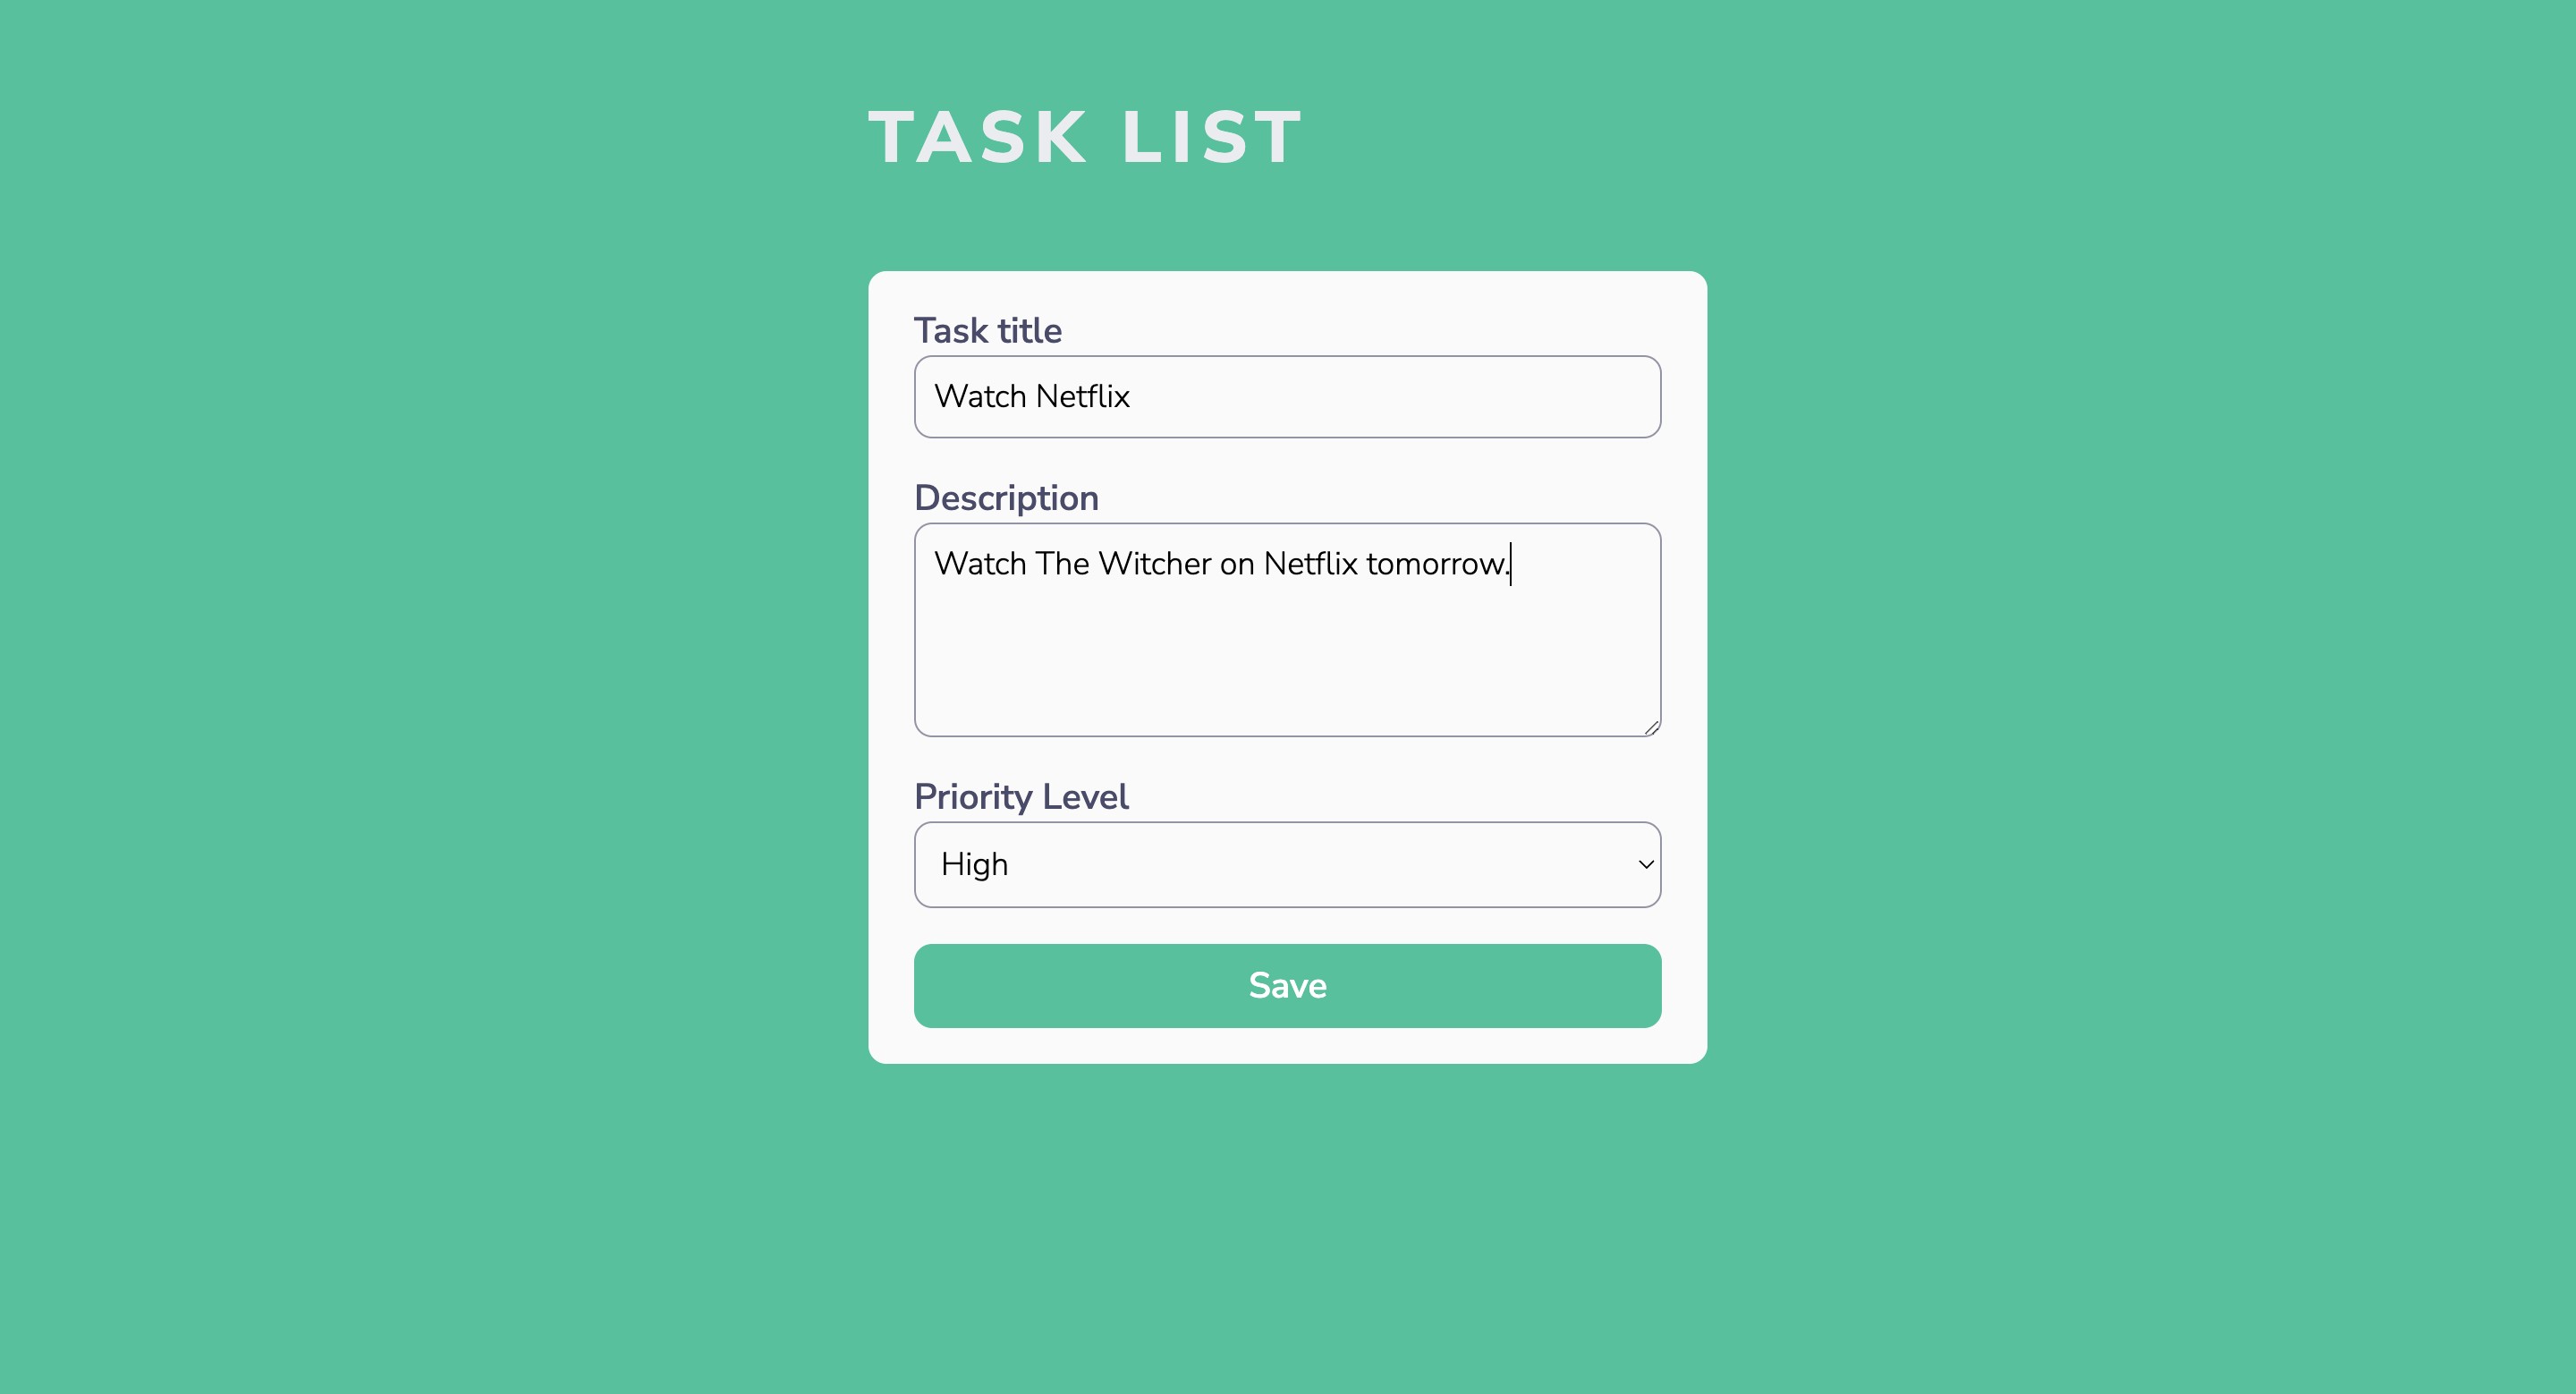 TASK LIST
Task title
Watch Netflix
Description
Watch The Witcher on Netflix tomorrow.
Priority Level
High
Save